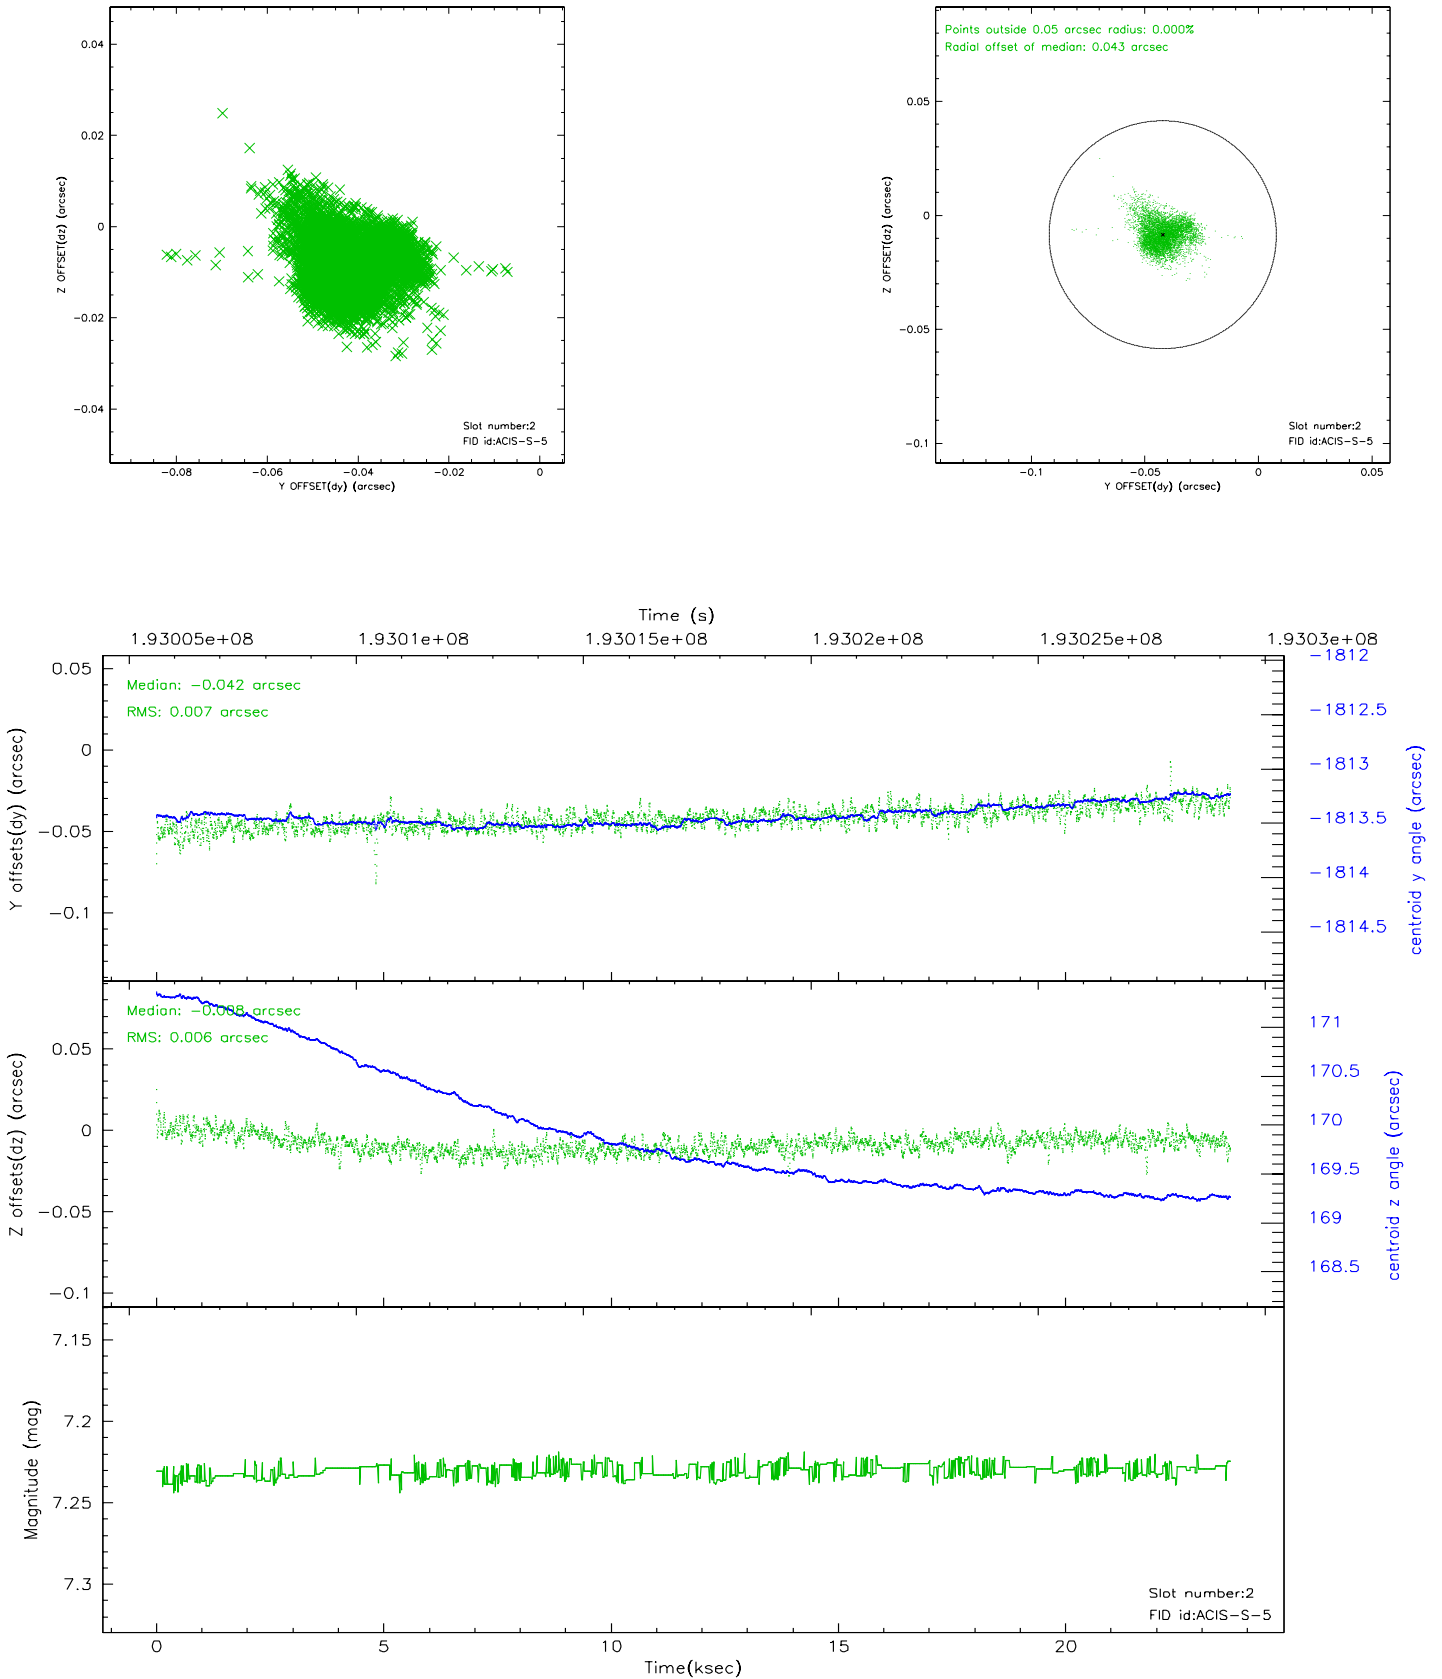 0.04
0.02
0
−0.02
−0.04
Z OFFSET(dz) (arcsec)
Slot number:2
FID id:ACIS−S−5
−0.08
−0.06
−0.04
−0.02
0
Y OFFSET(dy) (arcsec)
Points outside 0.05 arcsec radius: 0.000%
Radial offset of median: 0.043 arcsec
0.05
0
−0.05
−0.1
Z OFFSET(dz) (arcsec)
Slot number:2
FID id:ACIS−S−5
−0.1
−0.05
0
0.05
Y OFFSET(dy) (arcsec)
Time (s)
1.93005e+08
1.9301e+08
1.93015e+08
1.9302e+08
1.93025e+08
1.9303e+08
0.05
0
−0.05
−0.1
Y offsets(dy) (arcsec)
Median: −0.042 arcsec
RMS: 0.007 arcsec
−1812
−1812.5
−1813
−1813.5
−1814
−1814.5
centroid y angle (arcsec)
0.05
0
−0.05
−0.1
Z offsets(dz) (arcsec)
Median: −0.008 arcsec
RMS: 0.006 arcsec
171
170.5
170
169.5
169
168.5
centroid z angle (arcsec)
7.15
7.2
7.25
7.3
Magnitude (mag)
Slot number:2
FID id:ACIS−S−5
0
5
10
15
20
Time(ksec)